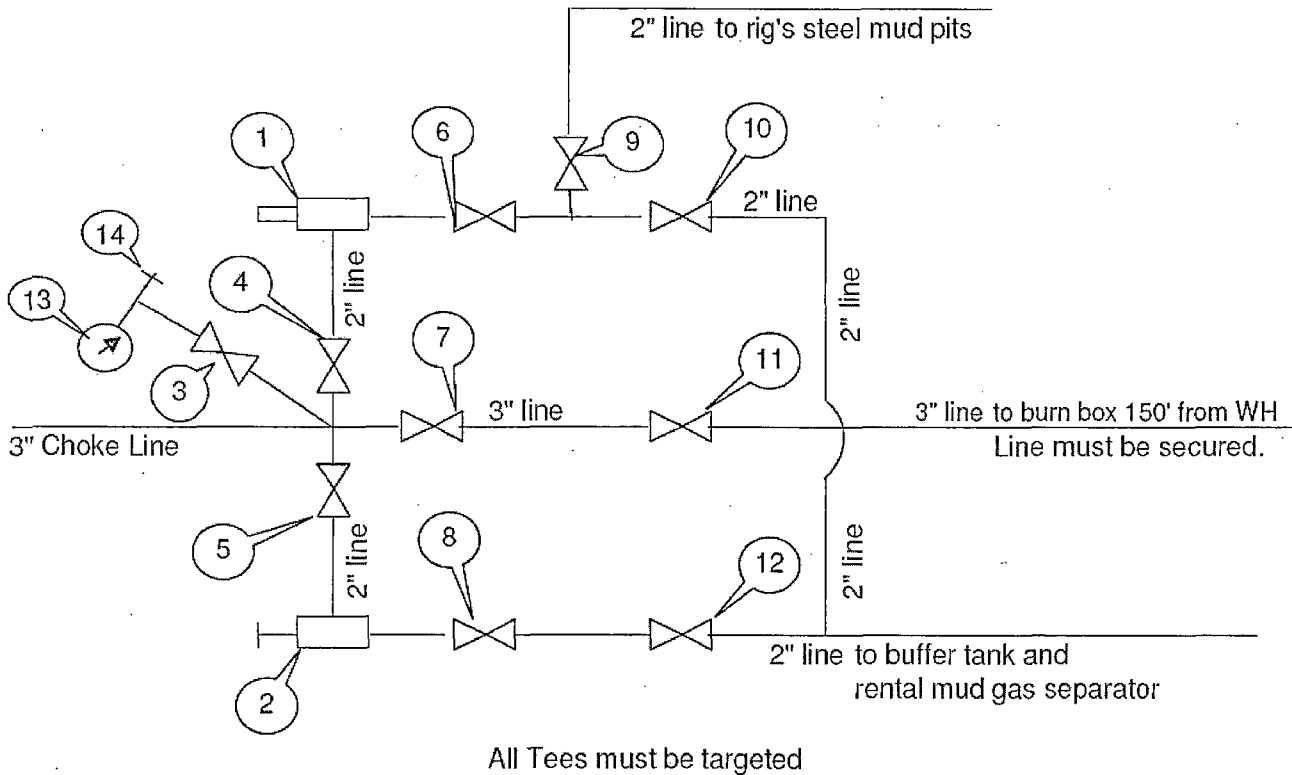 2" line to rig's steel mud pits
1
6
9
10
2" line
14
13
4
2" line
2" line
3
7
11
3" line
3" line to burn box 150' from WH
3" Choke Line
Line must be secured.
5
8
12
2" line
2" line
2" line to buffer tank and
rental mud gas separator
2
All Tees must be targeted